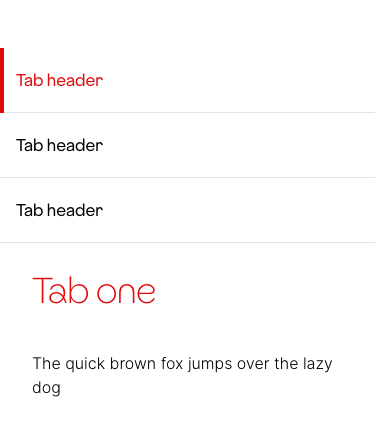 Tab header
Tab header
Tab header
Tab one
The quick brown fox jumps over the lazy
dog